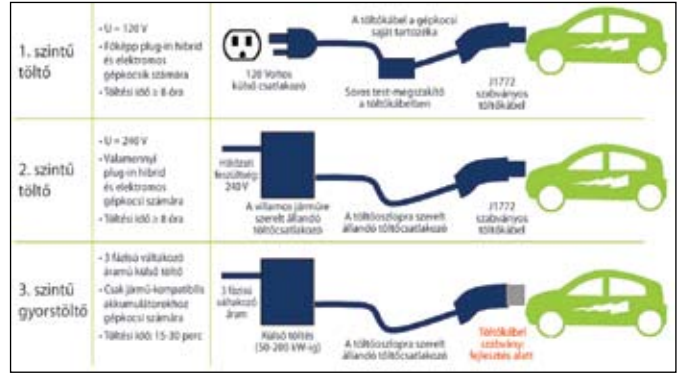 1. szintű
töltő
• U = 120 V
• Főképp plug-in hibrid
és elektromos
gépkocsik számára
• Töltési idő ≥ 8 óra
120 Voltos
külső csatlakozó
A töltőkábel a gépkocsi
saját tartozéka
Soros test-megszakító
a töltőkábelben
J1772
szabványos
töltőkábel
2. szintű
töltő
• U = 240 V
• Valamennyi
plug-in hibrid
és elektromos
gépkocsi számára
• Töltési idő ≥ 8 óra
Hálózati
feszültség:
240 V
A villamos járműre
szerelt állandó
töltőcsatlakozó
A töltőoszlopra szerelt
állandó töltőcsatlakozó
J1772
szabványos
töltőkábel
3. szintű
gyorstöltő
• 3 fázisú váltakozó
áramú külső töltő
• Csak jármű-kompatibilis
akkumulátorokhoz
gépkocsi számára
• Töltési idő: 15-30 perc
3 fázisú
váltakozó
áram
Külső töltés
(50-200 kW-ig)
A töltőoszlopra szerelt
állandó töltőcsatlakozó
Töltőkábel
szabvány
fejlesztés alatt